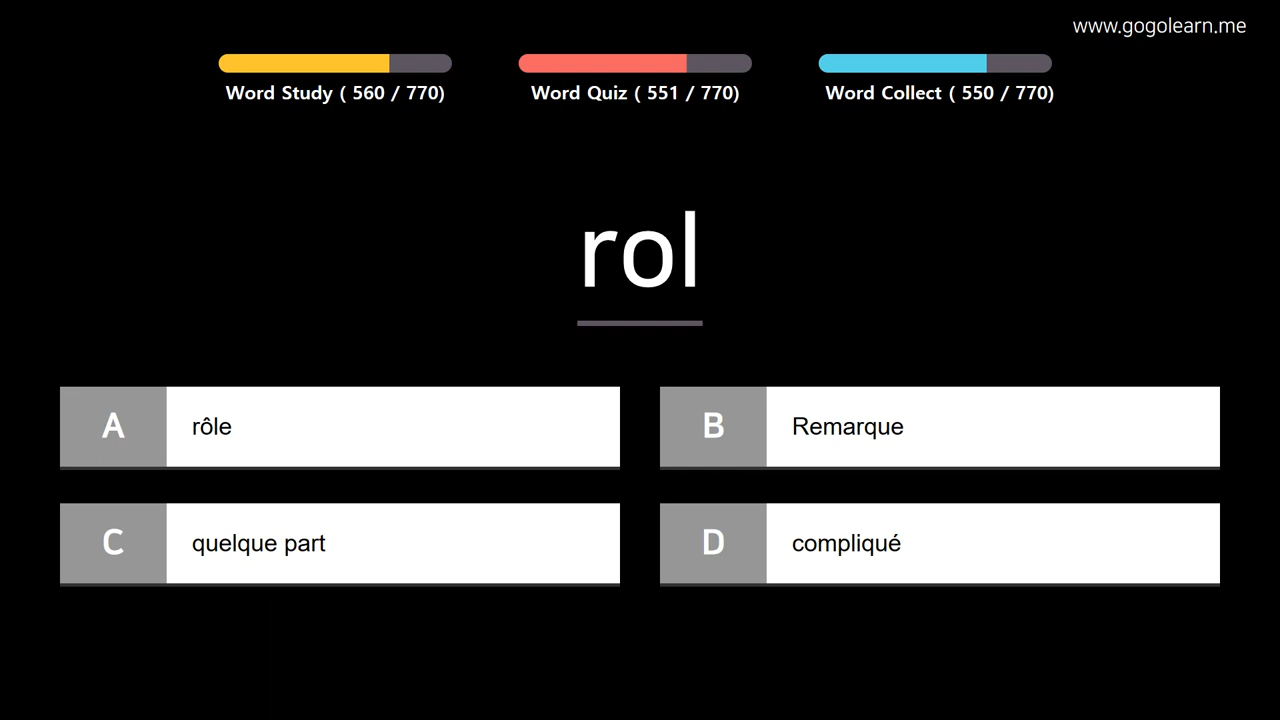 www.gogolearn.me
Word Study ( 560 / 770)
Word Quiz ( 551 / 770)
Word Collect ( 550 / 770)
rol
A rôle
B Remarque
C quelque part
D compliqué